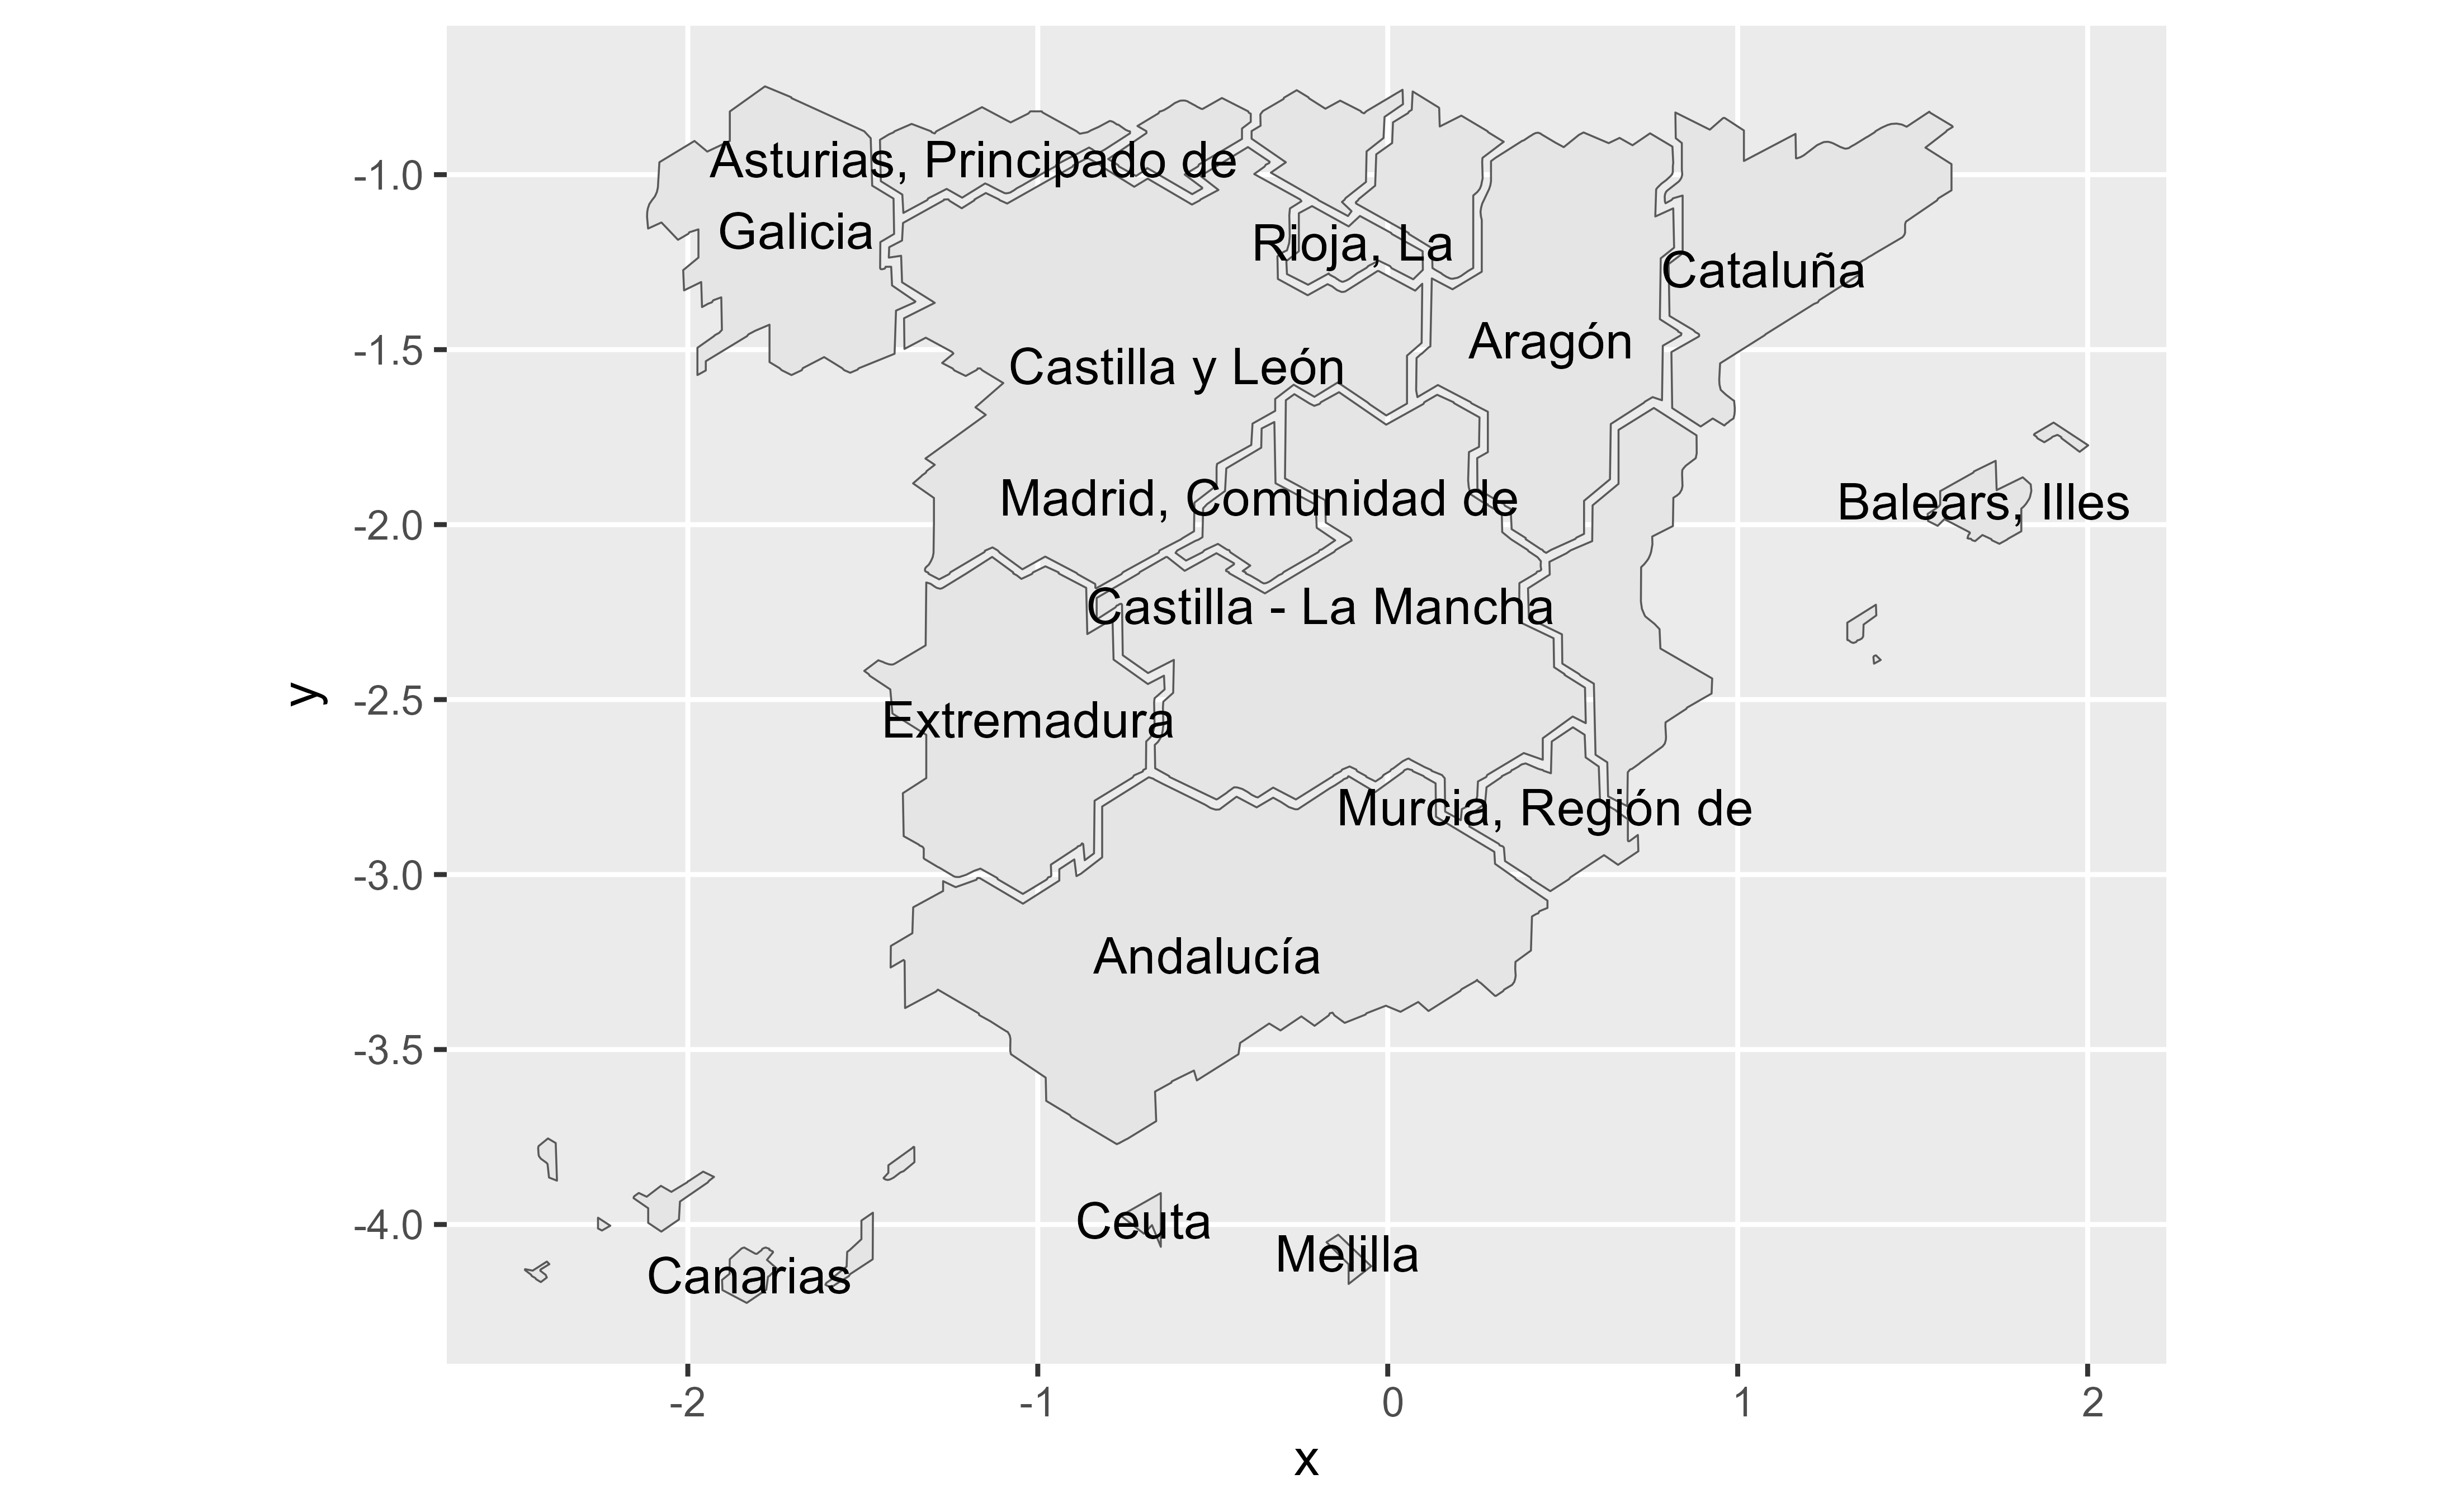 Asturias, Principado de
Galicia
Rioja, La
Cataluña
Aragón
Castilla y León
Madrid, Comunidad de
Balears, Illes
Castilla - La Mancha
Extremadura
Murcia, Región de
Andalucía
Ceuta
Melilla
Canarias
-1.0
-1.5
-2.0
-2.5
-3.0
-3.5
-4.0
y
-2 -1 0 1 2
x